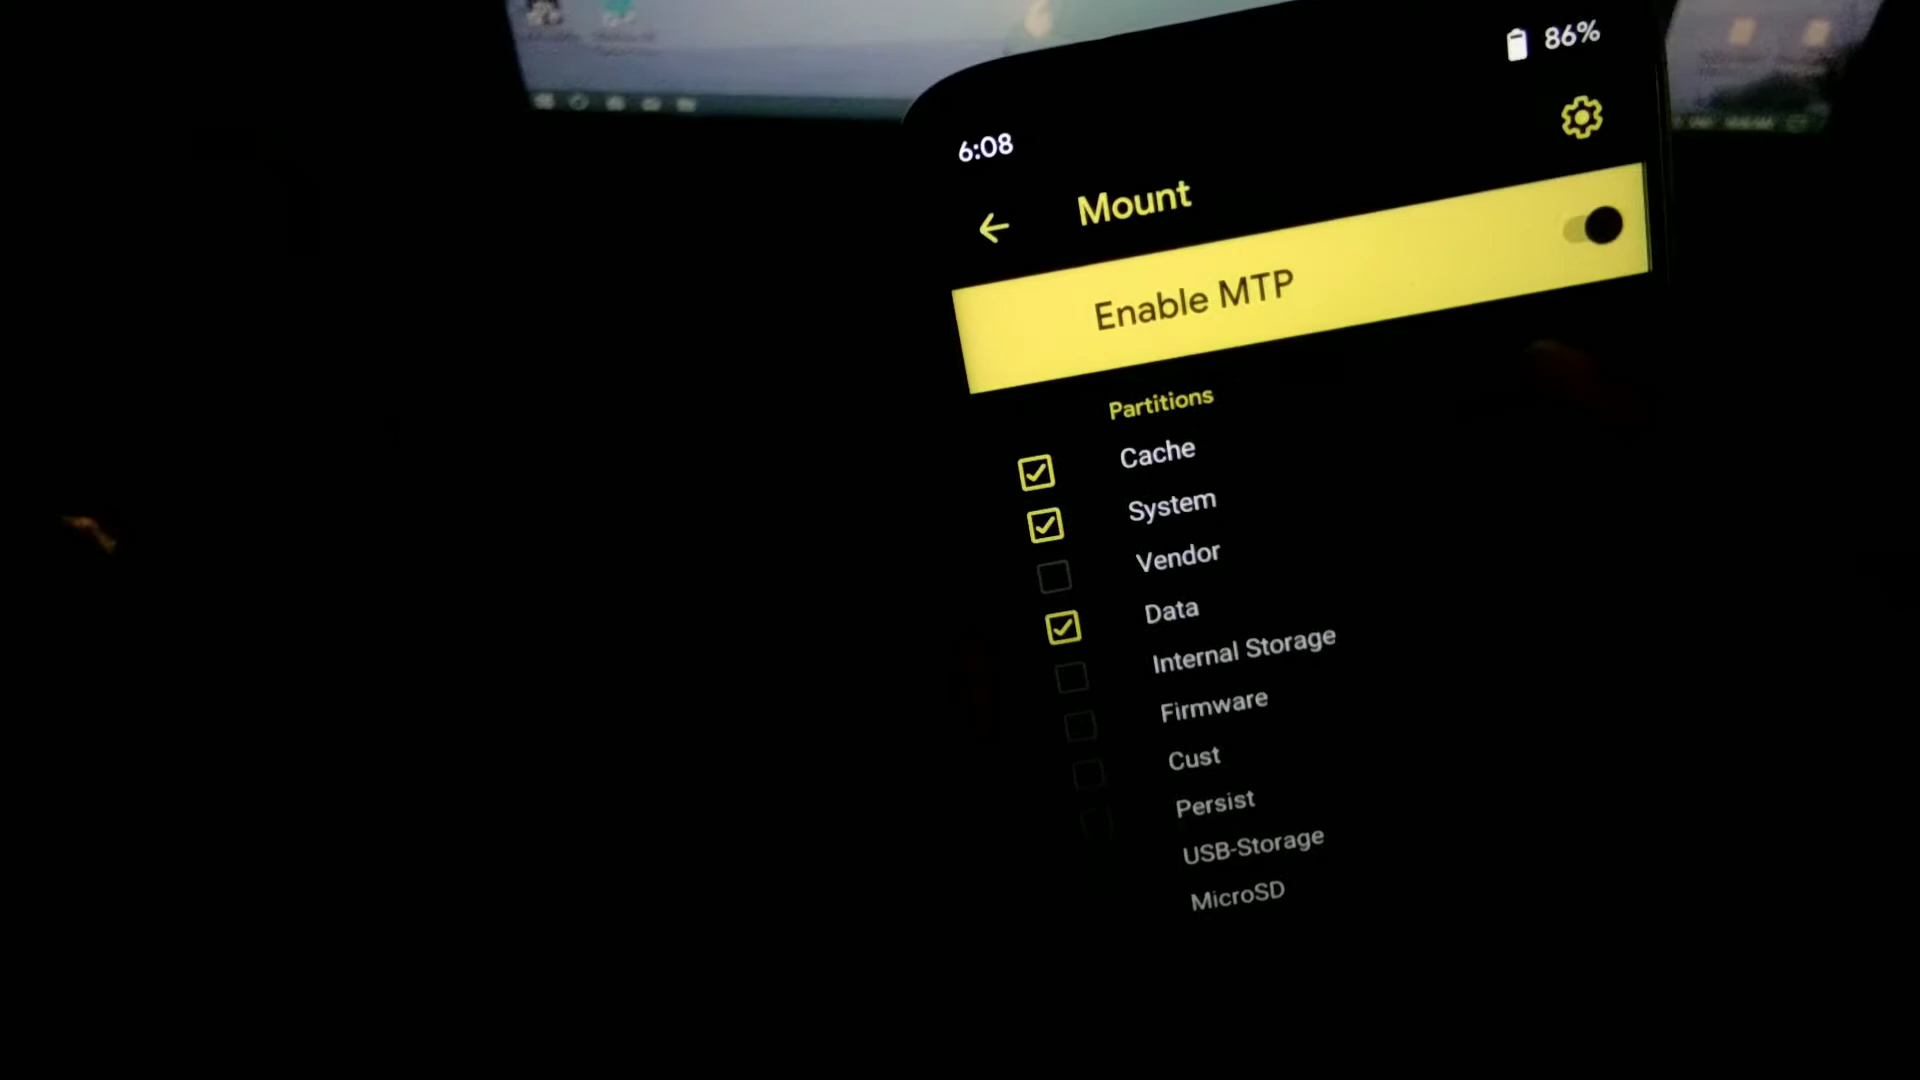 86%
6:08
Mount
Enable MTP
Partitions
Cache
System
Vendor
Data
Internal Storage
Firmware
Cust
Persist
USB-Storage
MicroSD